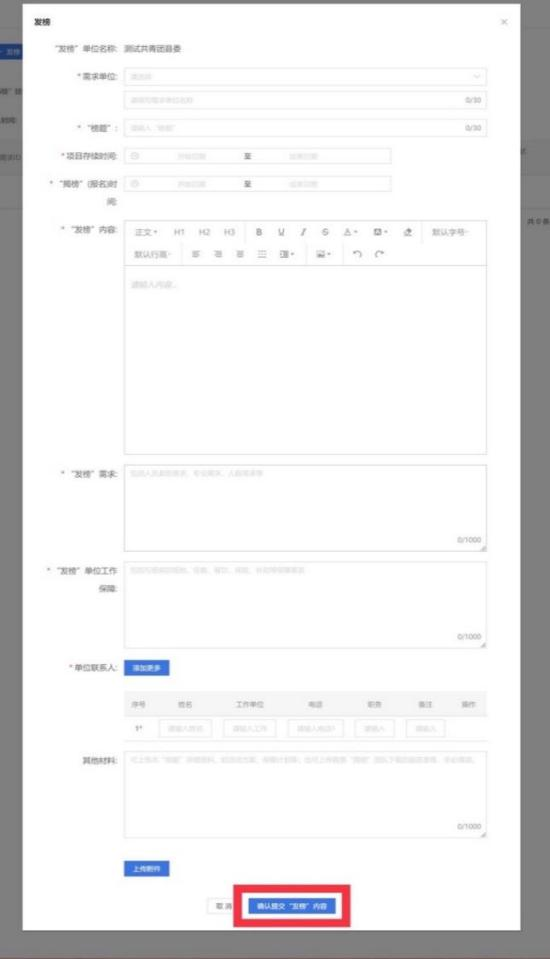 发榜
"发榜" 单位名称: 测试共青团县委
* 需求单位: 请选择
请填写需求单位名称 0/30
* "榜题" : 请输入 "榜题" 0/30
* 项目存续时间: 开始日期 至 结束日期
* "揭榜" (报名)时间: 开始日期 至 结束日期
* "发榜" 内容: 正文 H1 H2 H3 B U I S A 默认字号
默认行高
请输入内容...
* "发榜" 需求:
0/1000
* "发榜" 单位工作
保障:
0/1000
* 单位联系人: 添加更多
序号 姓名 工作单位 电话 职务 备注 操作
1* 请输入姓名 请输入工作 请输入电话 请输入 请输入
其他材料:
0/1000
上传附件
取 消 确认提交 "发榜" 内容
共 0 条